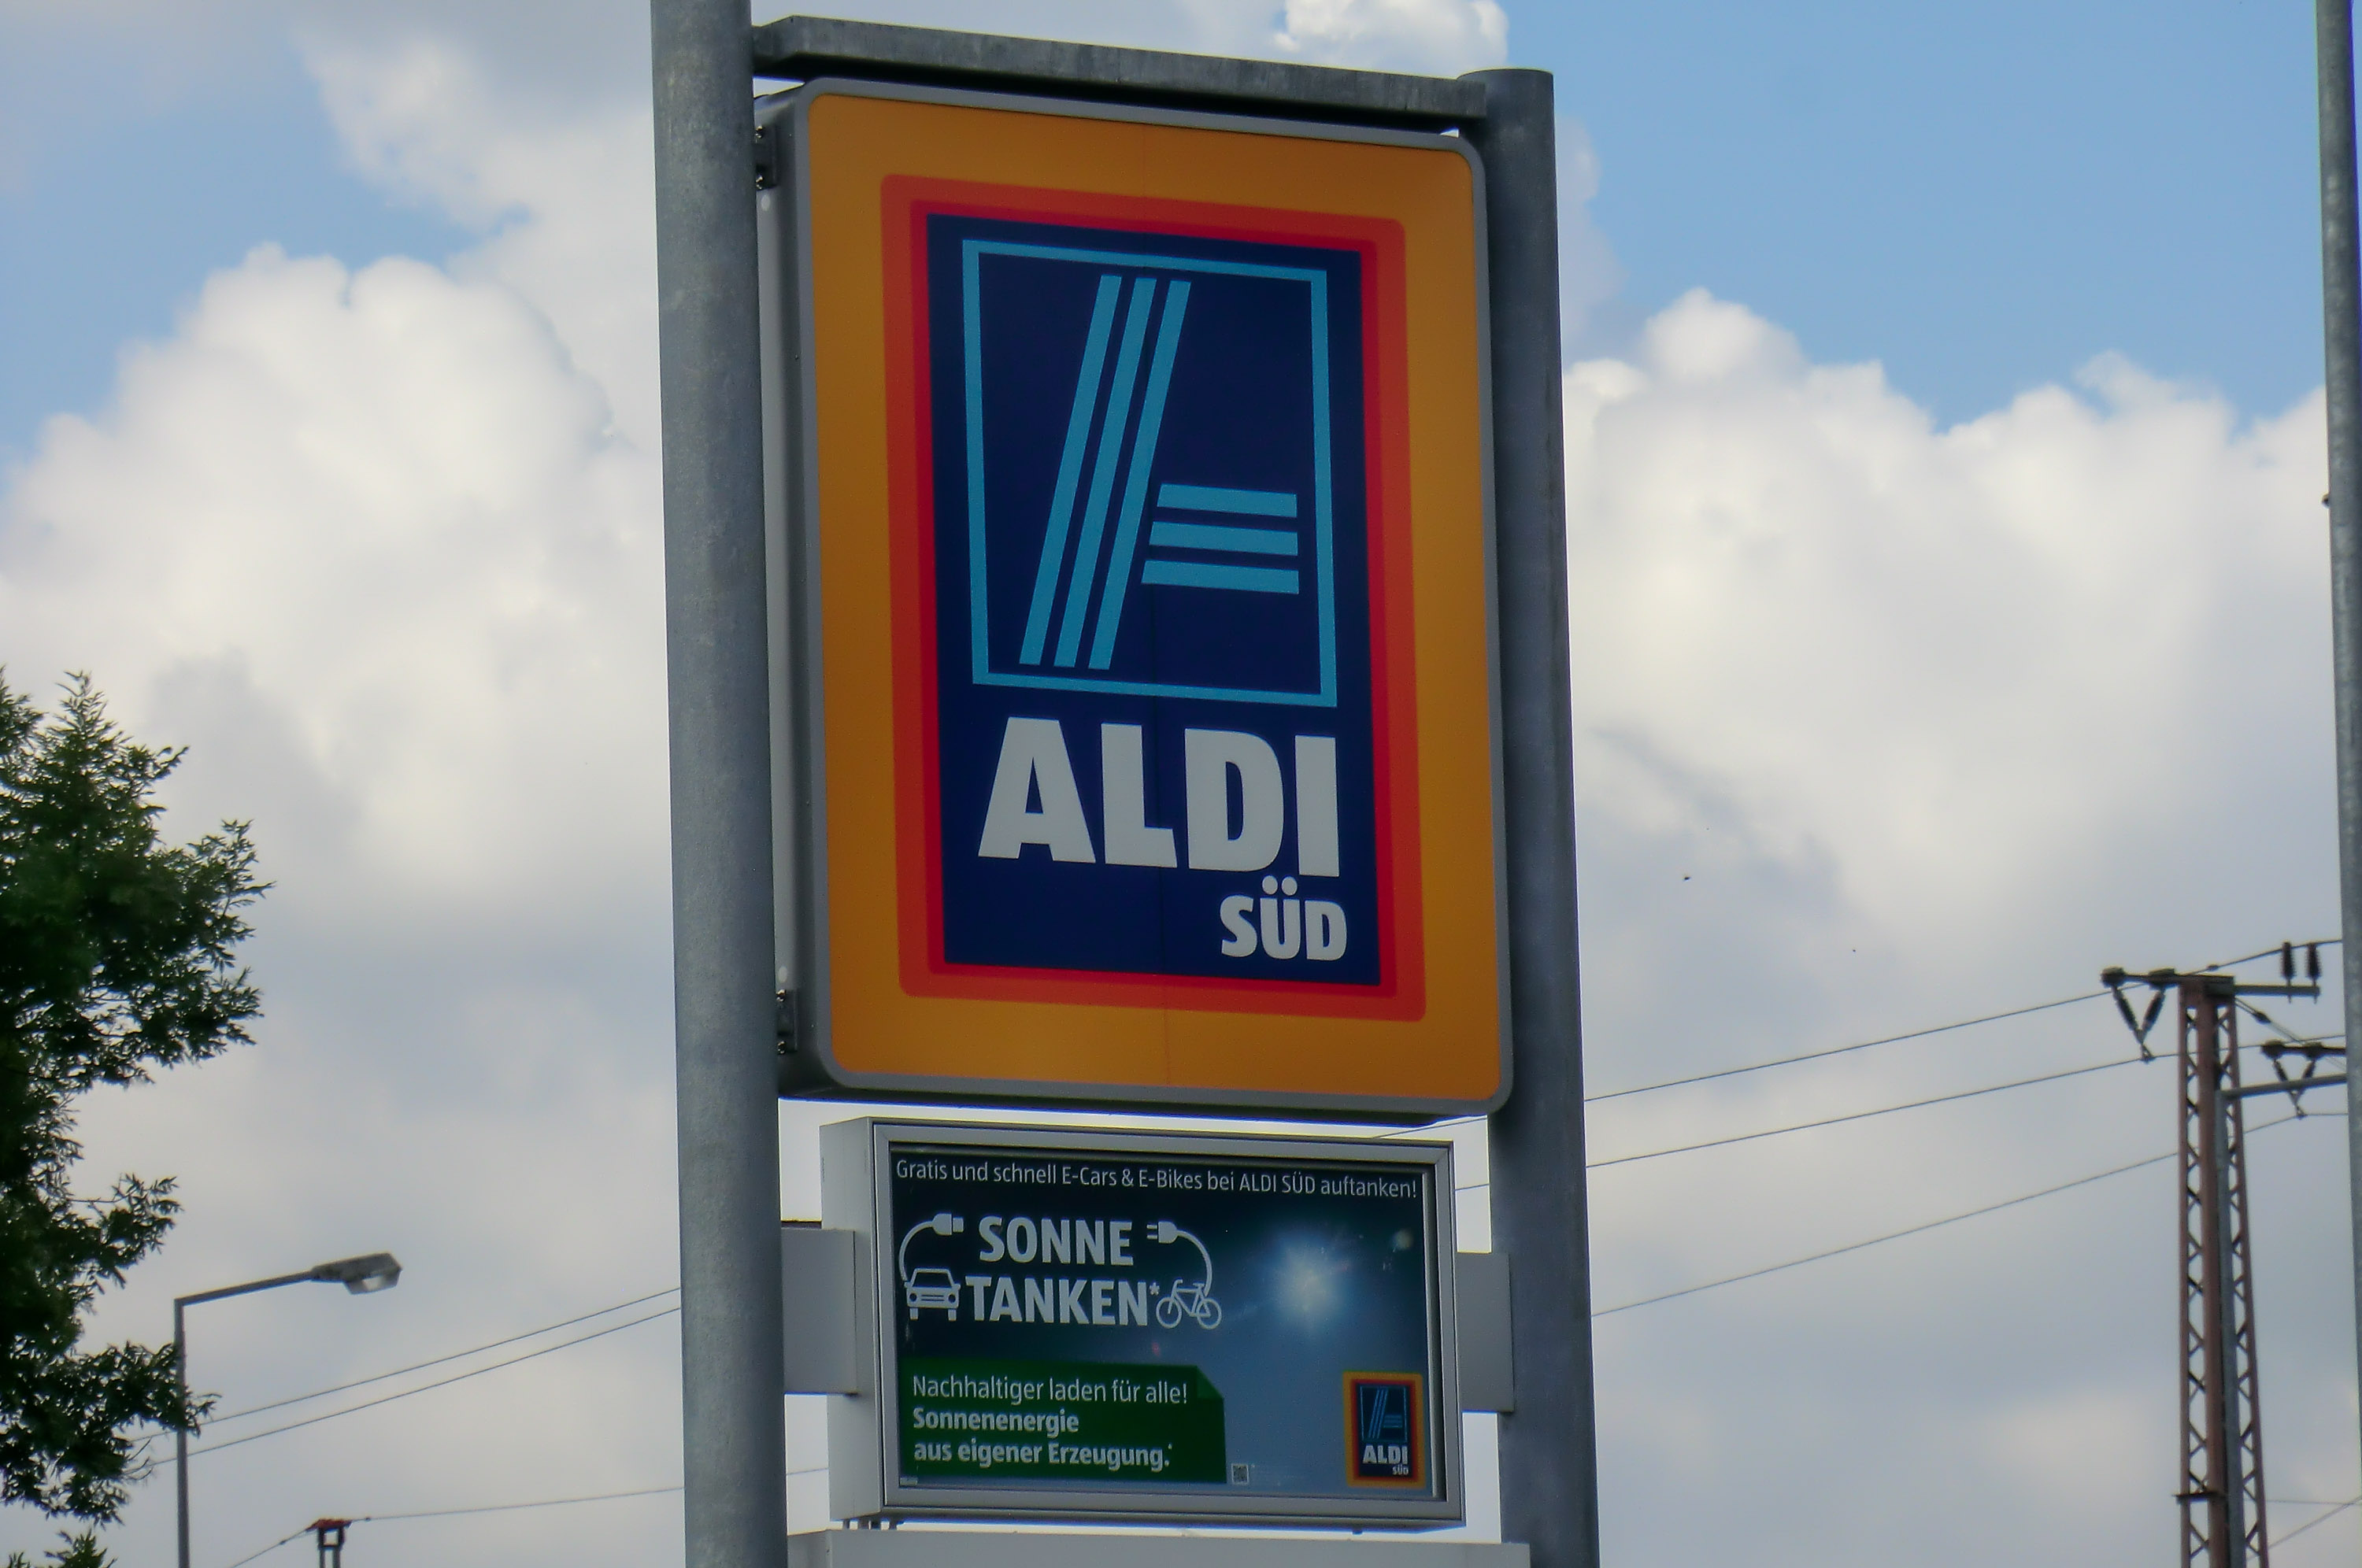 ALDI
SÜD
Gratis und schnell E-Cars & E-Bikes bei ALDI SÜD auftanken!
SONNE
TANKEN*
Nachhaltiger laden für alle!
Sonnenenergie
aus eigener Erzeugung.*
ALDI
SÜD